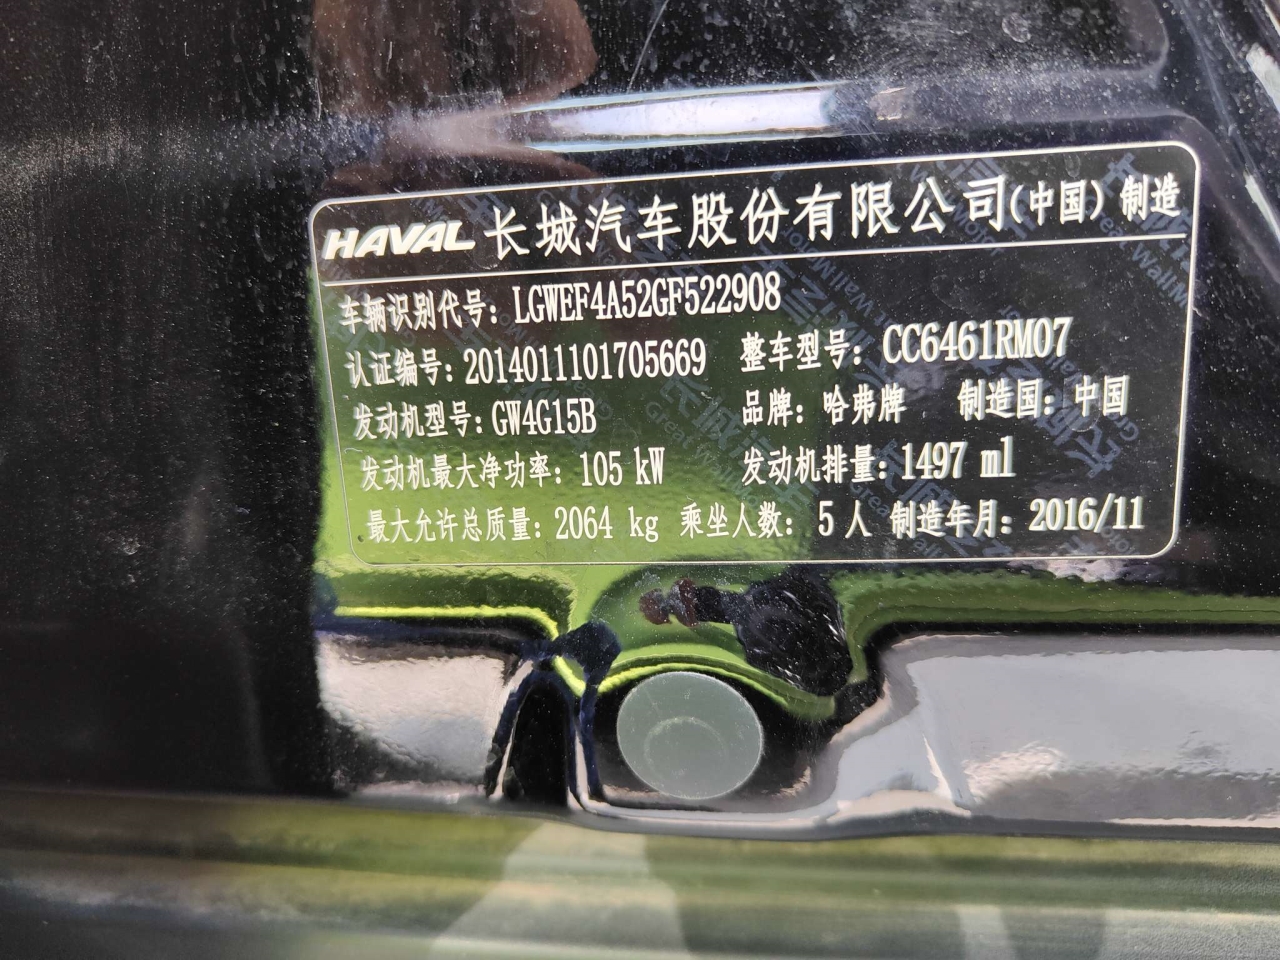 HAVAL 长城汽车股份有限公司(中国)制造
车辆识别代号: LGWEF4A52GF522908
认证编号: 2014011101705669 整车型号: CC6461RM07
发动机型号: GW4G15B 品牌: 哈弗牌 制造国: 中国
发动机最大净功率: 105 kW 发动机排量: 1497 ml
最大允许总质量: 2064 kg 乘坐人数: 5人 制造年月: 2016/11